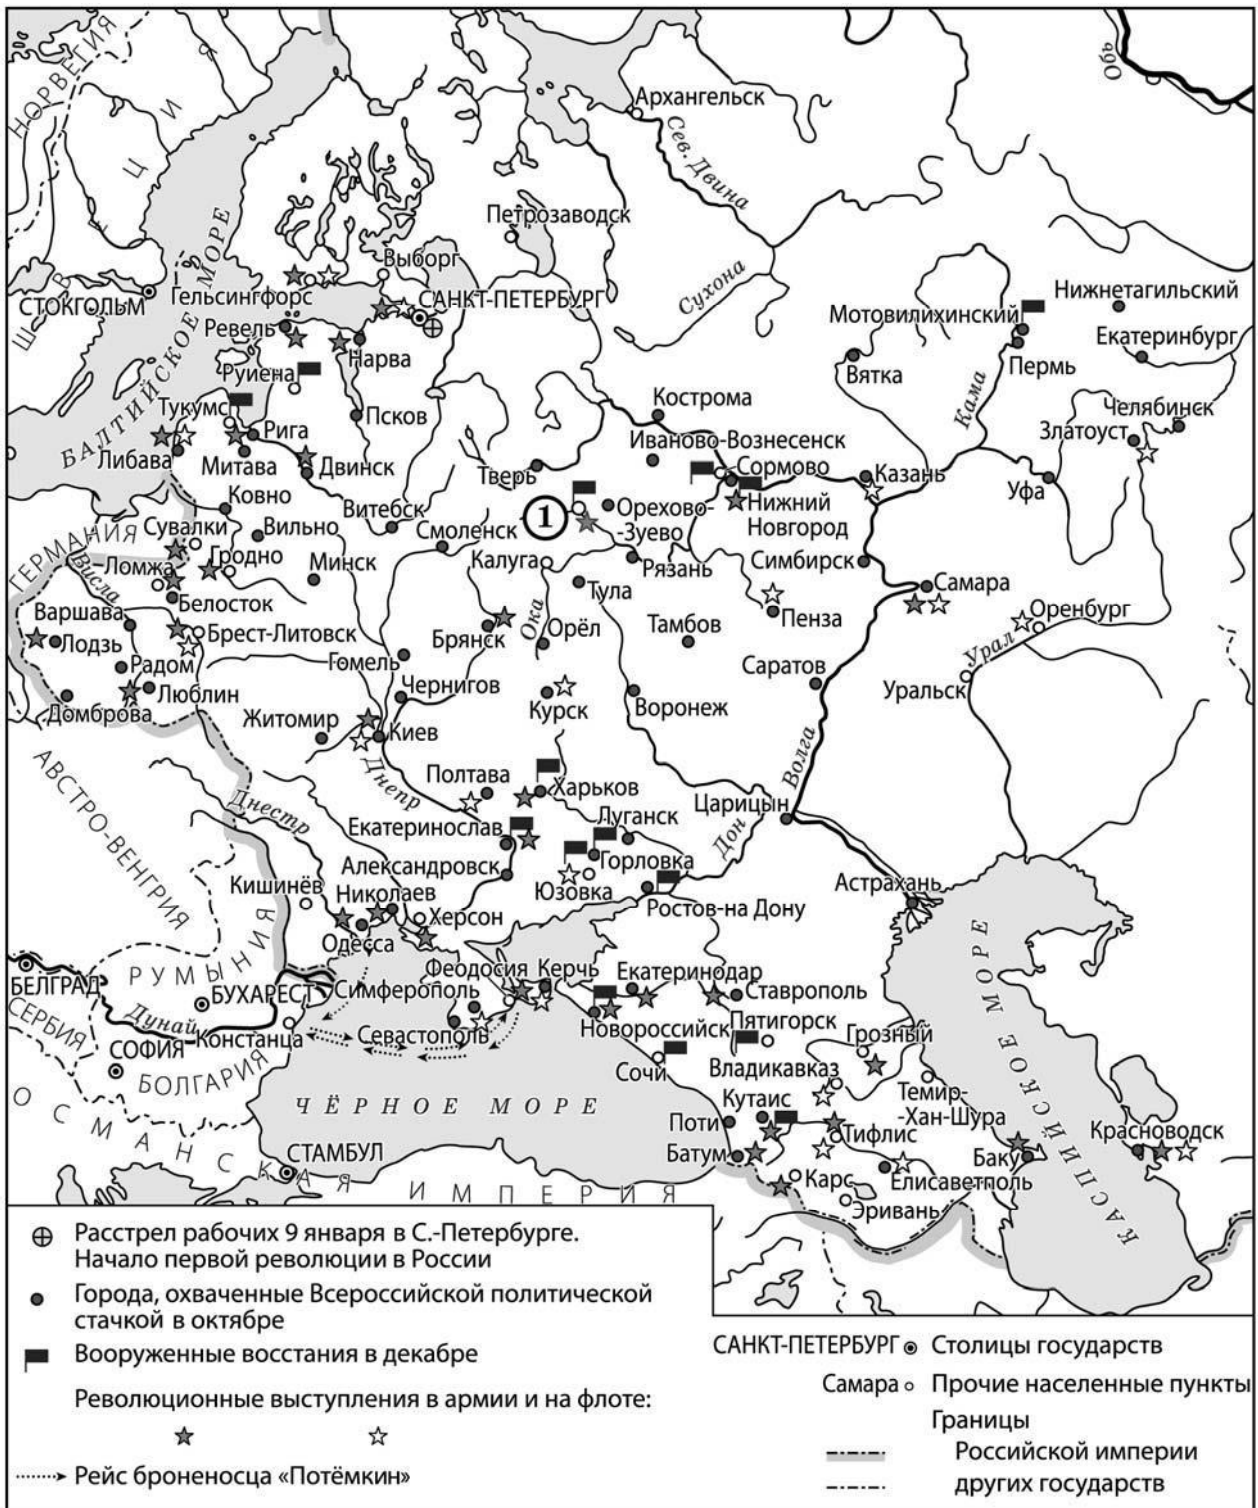 НОРВЕГИЯ
ШВЕЦИЯ
Обь
Архангельск
Сев. Двина
Петрозаводск
Выборг
Сухона
СТОКГОЛЬМ
Гельсингфорс
САНКТ-ПЕТЕРБУРГ
БАЛТИЙСКОЕ МОРЕ
Ревель
Нарва
Нижнетагильский
Мотовилихинский
Екатеринбург
Пермь
Вятка
Кама
Руиена
Тукумс
Псков
Кострома
Челябинск
Златоуст
Рига
Либава
Митава
Двинск
Иваново-Вознесенск
Сормово
Тверь
Казань
Уфа
Ковно
Витебск
1
Орехово-
-Зуево
Нижний
Новгород
ГЕРМАНИЯ
Сувалки
Вильно
Смоленск
Гродно
Минск
Калуга
Рязань
Симбирск
Висла
Ломжа
Белосток
Тула
Самара
Варшава
Пенза
Оренбург
Лодзь
Брест-Литовск
Брянск
Ока
Орёл
Тамбов
Урал
Радом
Гомель
Саратов
Уральск
Люблин
Чернигов
Домброва
Курск
Воронеж
Житомир
Киев
АВСТРО-ВЕНГРИЯ
Днепр
Волга
Полтава
Харьков
Днестр
Царицын
Екатеринослав
Луганск
Дон
Александровск
Горловка
Кишинёв
Юзовка
Николаев
Херсон
Ростов-на Дону
Астрахань
Одесса
РУМЫНИЯ
БЕЛГРАД
Феодосия
Керчь
Екатеринодар
БУХАРЕСТ
Симферополь
Ставрополь
СЕРБИЯ
Дунай
Констанца
Севастополь
Новороссийск
Пятигорск
Грозный
СОФИЯ
БОЛГАРИЯ
Сочи
Владикавказ
КАСПИЙСКОЕ МОРЕ
Темир-
-Хан-Шура
ЧЁРНОЕ МОРЕ
Кутаис
Поти
Тифлис
Красноводск
ОСМАНСКАЯ ИМПЕРИЯ
СТАМБУЛ
Батум
Баку
Карс
Елисаветполь
Эривань
Расстрел рабочих 9 января в С.-Петербурге.
Начало первой революции в России
Города, охваченные Всероссийской политической
стачкой в октябре
Вооруженные восстания в декабре
Революционные выступления в армии и на флоте:
Рейс броненосца «Потёмкин»
САНКТ-ПЕТЕРБУРГ Столицы государств
Самара Прочие населенные пункты
Границы
Российской империи
других государств